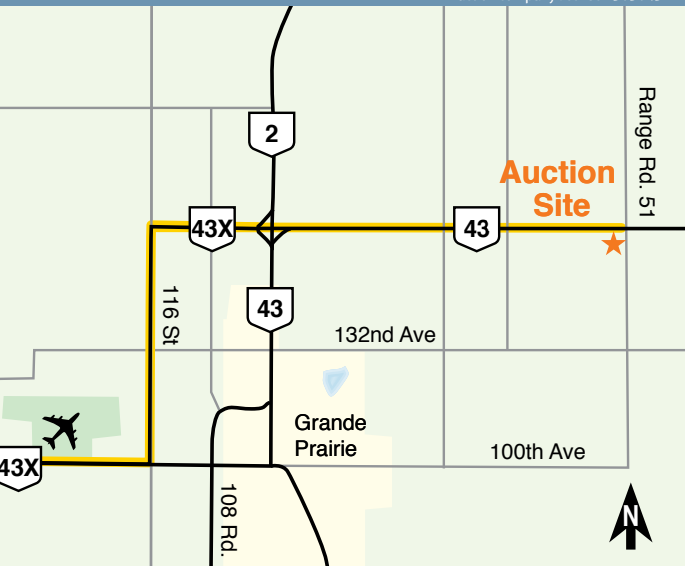 2
Range Rd. 51
Auction
Site
43X
43
116 St
43
132nd Ave
Grande
Prairie
43X
100th Ave
108 Rd.
N